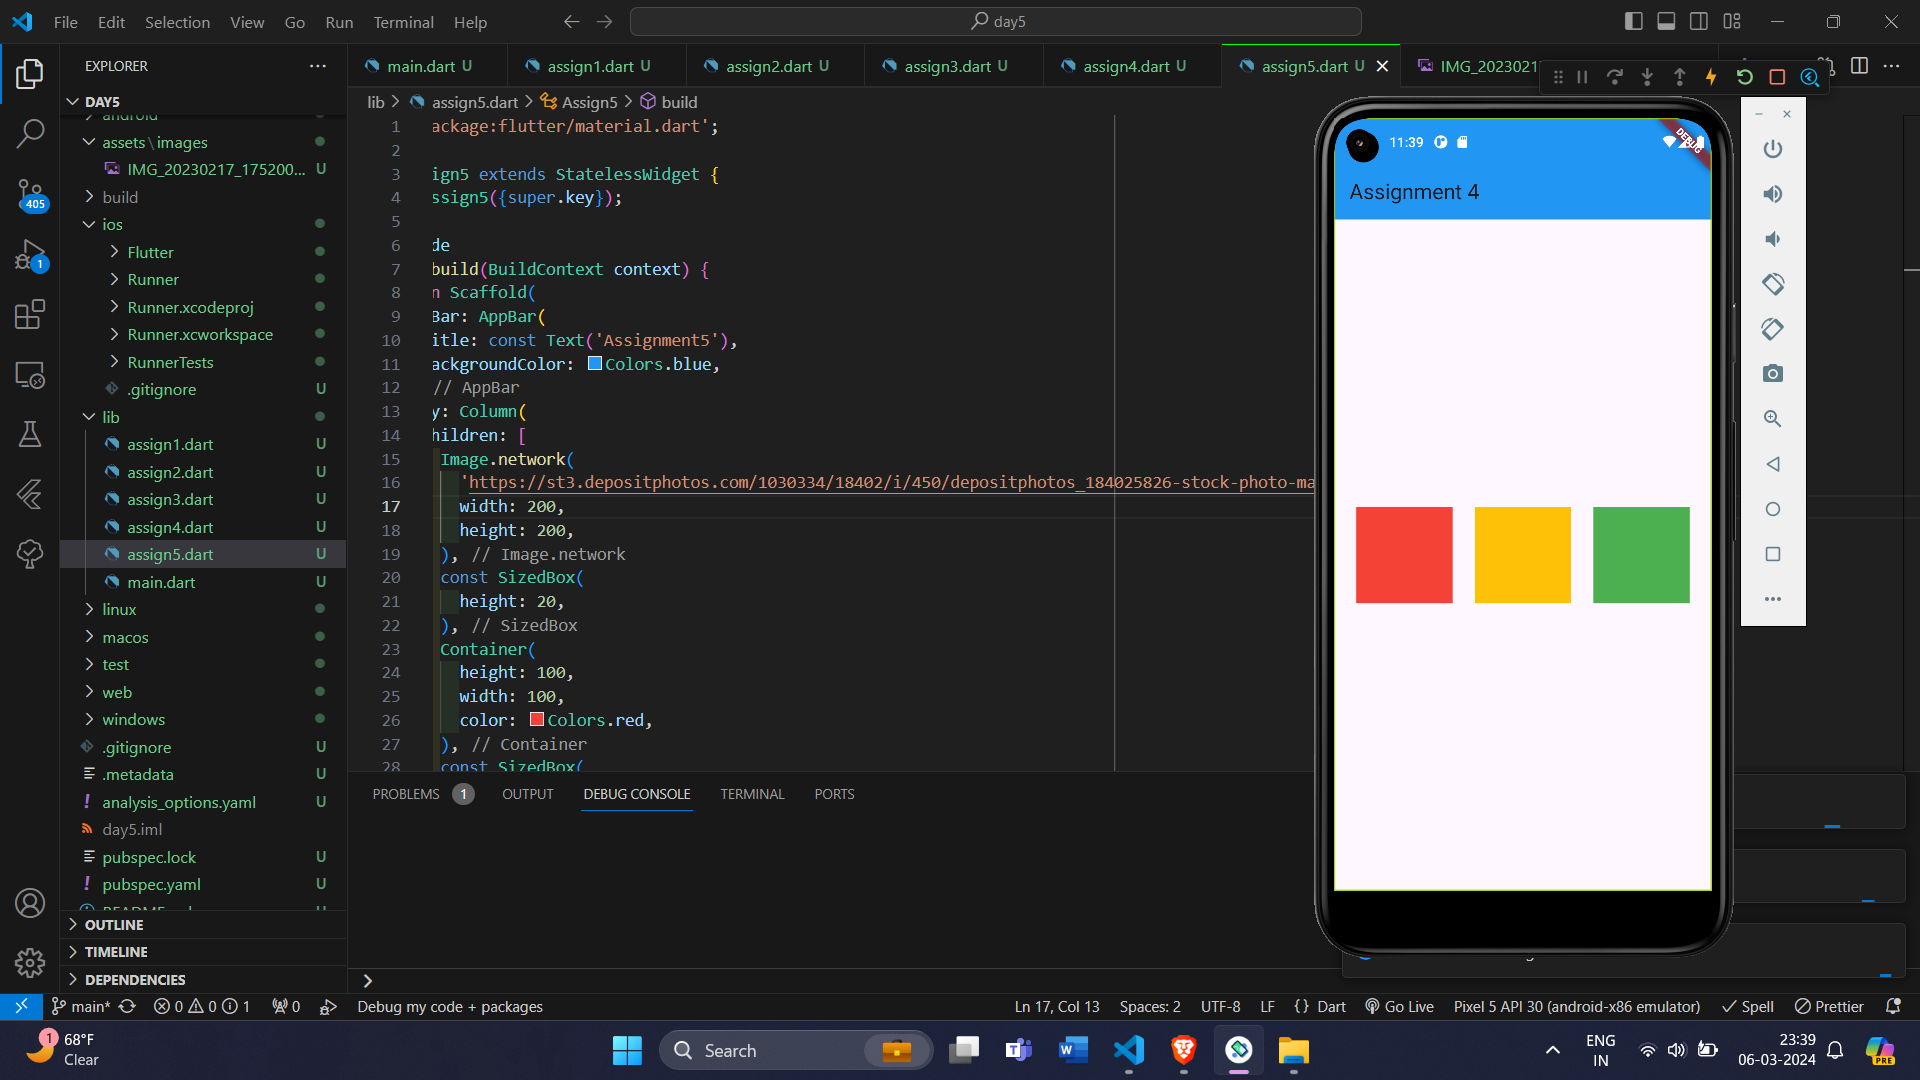 File Edit Selection View Go Run Terminal Help
day5
EXPLORER
main.dart U
assign1.dart U
assign2.dart U
assign3.dart U
assign4.dart U
assign5.dart U
IMG_202302
DAY5
android
assets\images
IMG_20230217_175200... U
build
ios
Flutter
Runner
Runner.xcodeproj
Runner.xcworkspace
RunnerTests
.gitignore U
lib
assign1.dart U
assign2.dart U
assign3.dart U
assign4.dart U
assign5.dart U
main.dart U
linux
macos
test
web
windows
.gitignore U
.metadata U
analysis_options.yaml U
day5.iml
pubspec.lock U
pubspec.yaml U
OUTLINE
TIMELINE
DEPENDENCIES
lib > assign5.dart > Assign5 > build
1 ackage:flutter/material.dart';
2
3 ign5 extends StatelessWidget {
4 ssign5({super.key});
5
6 de
7 build(BuildContext context) {
8 n Scaffold(
9 Bar: AppBar(
10 itle: const Text('Assignment5'),
11 ackgroundColor: Colors.blue,
12 // AppBar
13 y: Column(
14 hildren: [
15 Image.network(
16 'https://st3.depositphotos.com/1030334/18402/i/450/depositphotos_184025826-stock-photo-ma
17 width: 200,
18 height: 200,
19 ), // Image.network
20 const SizedBox(
21 height: 20,
22 ), // SizedBox
23 Container(
24 height: 100,
25 width: 100,
26 color: Colors.red,
27 ), // Container
28 const SizedBox(
11:39
DEBUG
Assignment 4
PROBLEMS 1 OUTPUT DEBUG CONSOLE TERMINAL PORTS
405
1
main* 0 0 1 0 Debug my code + packages
Ln 17, Col 13 Spaces: 2 UTF-8 LF {} Dart Go Live Pixel 5 API 30 (android-x86 emulator) Spell Prettier
1
68°F
Clear
Search
ENG
IN
23:39
06-03-2024
PRE